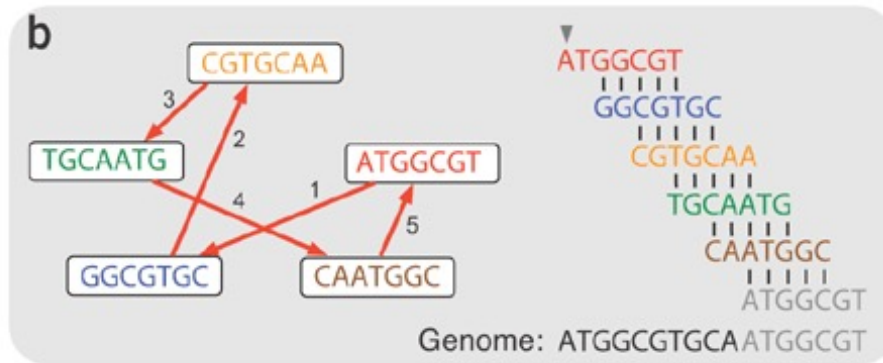 b
CGTGCAA
3
2
TGCAATG
ATGGCGT
4
1
5
GGCGTGC
CAATGGC
ATGGCGT
GGCGTGC
CGTGCAA
TGCAATG
CAATGGC
ATGGCGT
Genome: ATGGCGTGCAATGGCGT